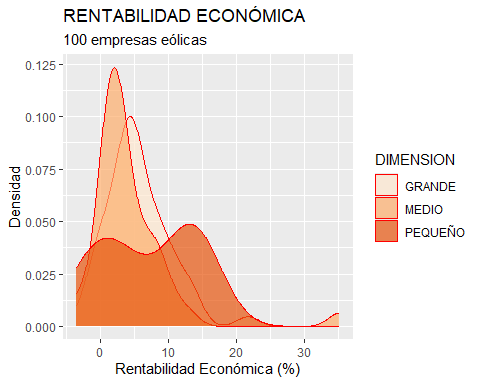 RENTABILIDAD ECONÓMICA
100 empresas eólicas
0.125
0.100
0.075
0.050
0.025
0.000
Densidad
0 10 20 30
Rentabilidad Económica (%)
DIMENSION
GRANDE
MEDIO
PEQUEÑO